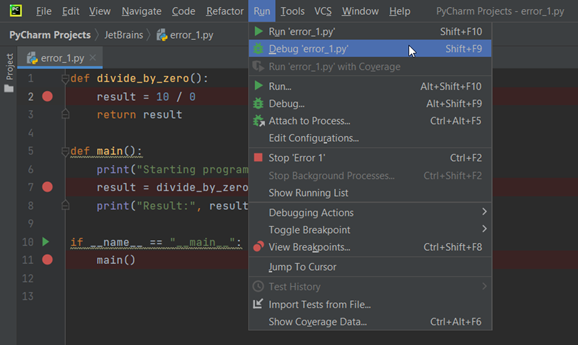 PC File Edit View Navigate Code Refactor Run Tools VCS Window Help PyCharm Projects - error_1.py
PyCharm Projects JetBrains error_1.py
error_1.py
Project
1 def divide_by_zero():
2 result = 10 / 0
3 return result
4
5 def main():
6 print("Starting program
7 result = divide_by_zero
8 print("Result:", result
9
10 if __name__ == "__main__":
11 main()
12
13
Run 'error_1.py' Shift+F10
Debug 'error_1.py' Shift+F9
Run 'error_1.py' with Coverage
Run... Alt+Shift+F10
Debug... Alt+Shift+F9
Attach to Process... Ctrl+Alt+F5
Edit Configurations...
Stop 'Error 1' Ctrl+F2
Stop Background Processes... Ctrl+Shift+F2
Show Running List
Debugging Actions
Toggle Breakpoint
View Breakpoints... Ctrl+Shift+F8
Jump To Cursor
Test History
Import Tests from File...
Show Coverage Data... Ctrl+Alt+F6